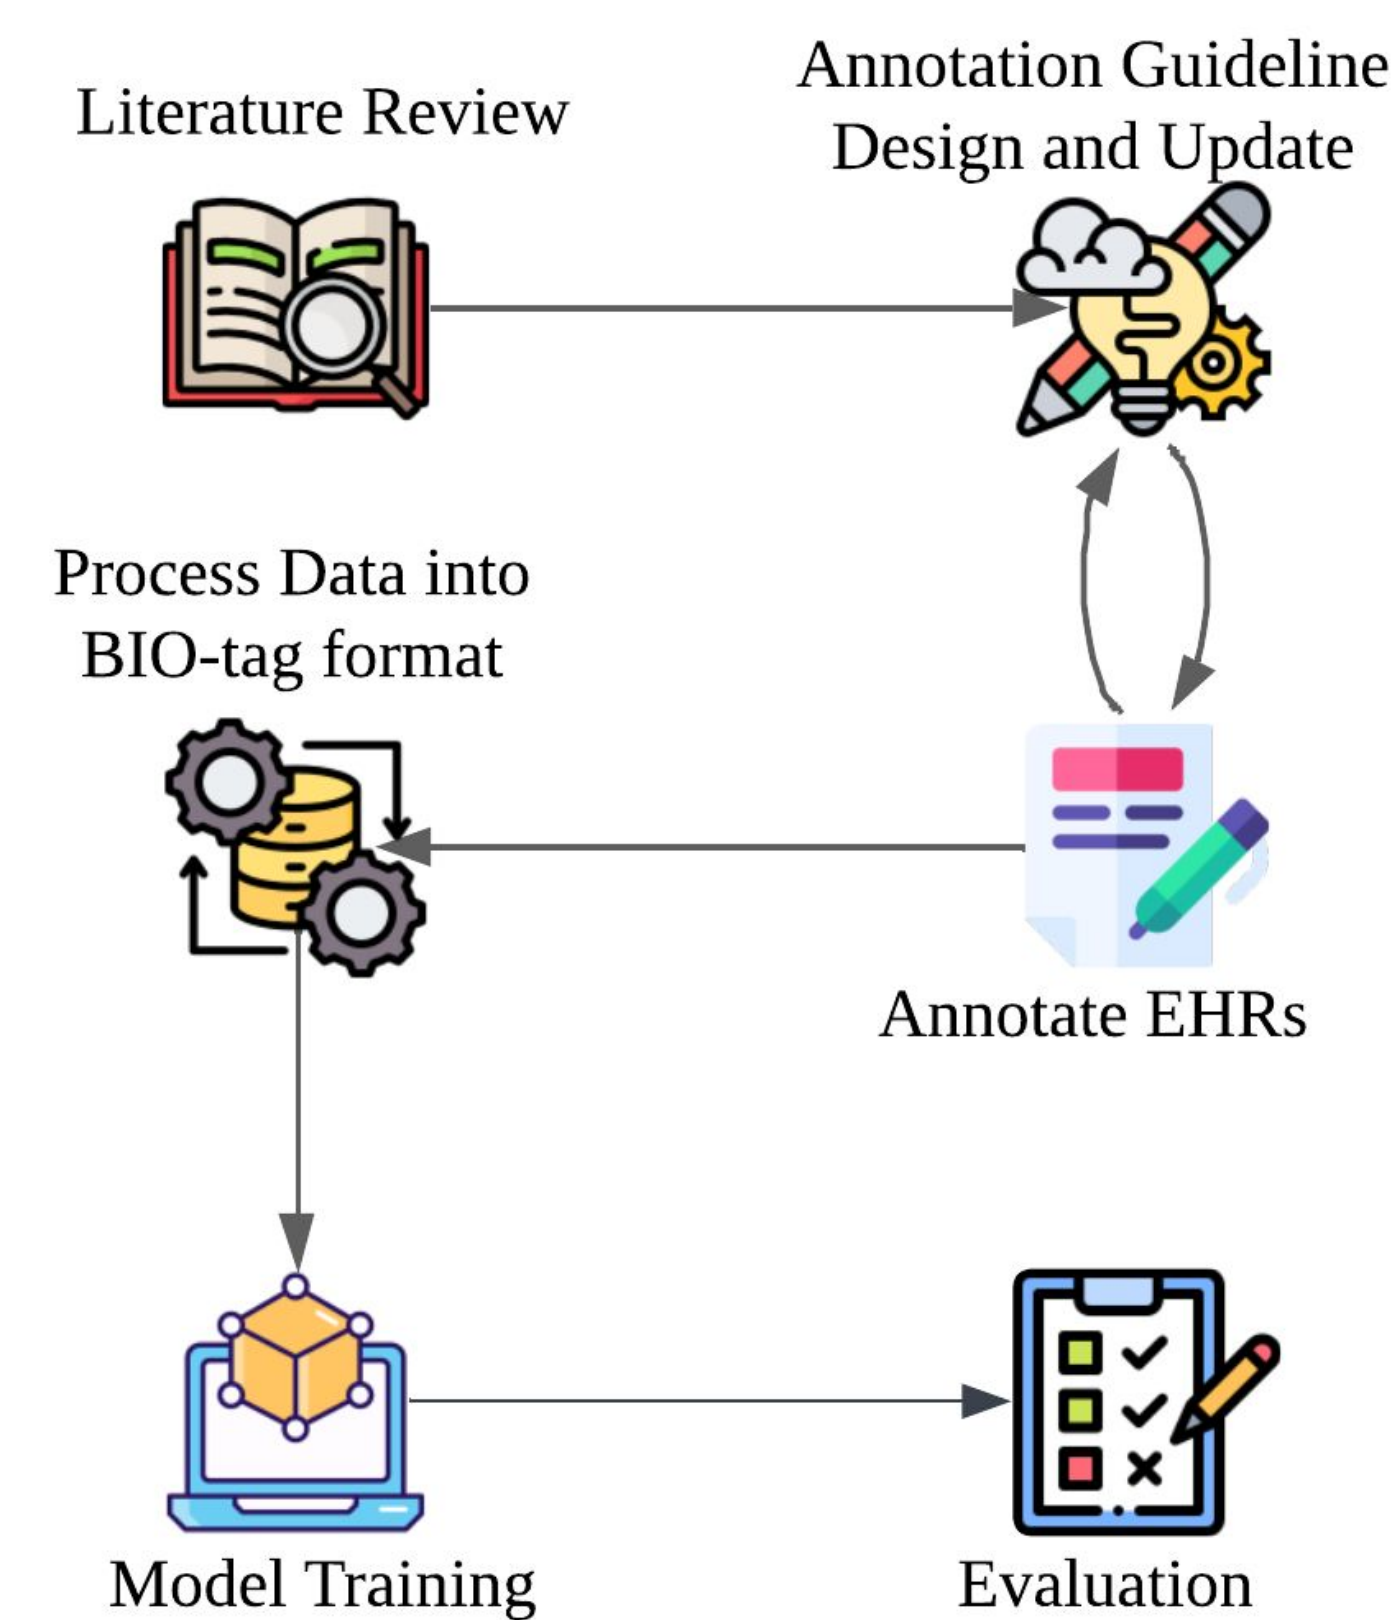 Literature Review
Annotation Guideline
Design and Update
Process Data into
BIO-tag format
Annotate EHRs
Model Training
Evaluation